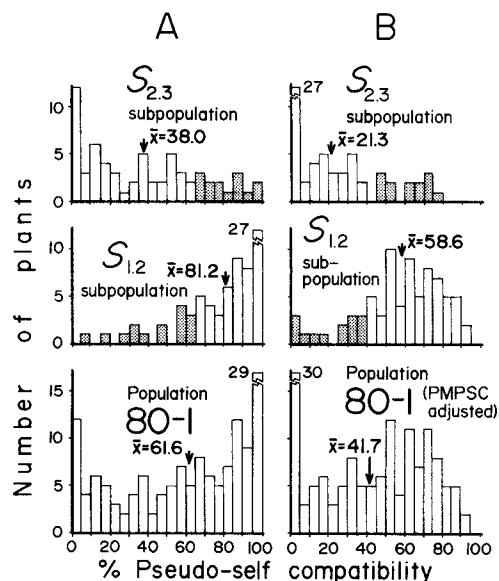 A
B
Number of plants
10
5
0
S2.3
subpopulation
x̄=38.0
27
S2.3
subpopulation
x̄=21.3
10
5
0
S1.2
subpopulation
x̄=81.2
27
S1.2
sub-
population
x̄=58.6
15
10
5
0
Population
80-1
x̄=61.6
29
30
Population
80-1 (PMPSC
adjusted)
x̄=41.7
0 20 40 60 80 100
0 20 40 60 80 100
% Pseudo-self compatibility